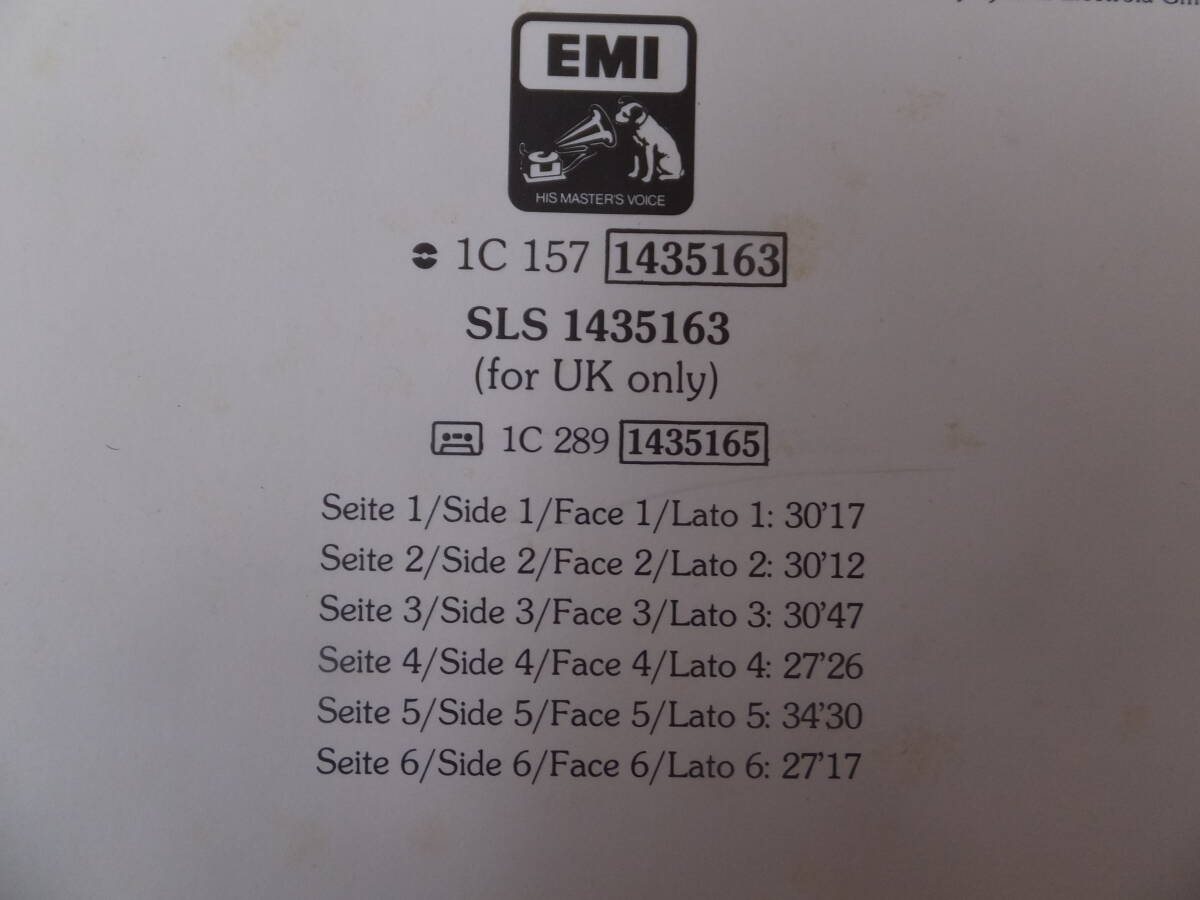 EMI
HIS MASTER'S VOICE
1C 157 1435163
SLS 1435163
(for UK only)
1C 289 1435165
Seite 1/Side 1/Face 1/Lato 1: 30'17
Seite 2/Side 2/Face 2/Lato 2: 30'12
Seite 3/Side 3/Face 3/Lato 3: 30'47
Seite 4/Side 4/Face 4/Lato 4: 27'26
Seite 5/Side 5/Face 5/Lato 5: 34'30
Seite 6/Side 6/Face 6/Lato 6: 27'17